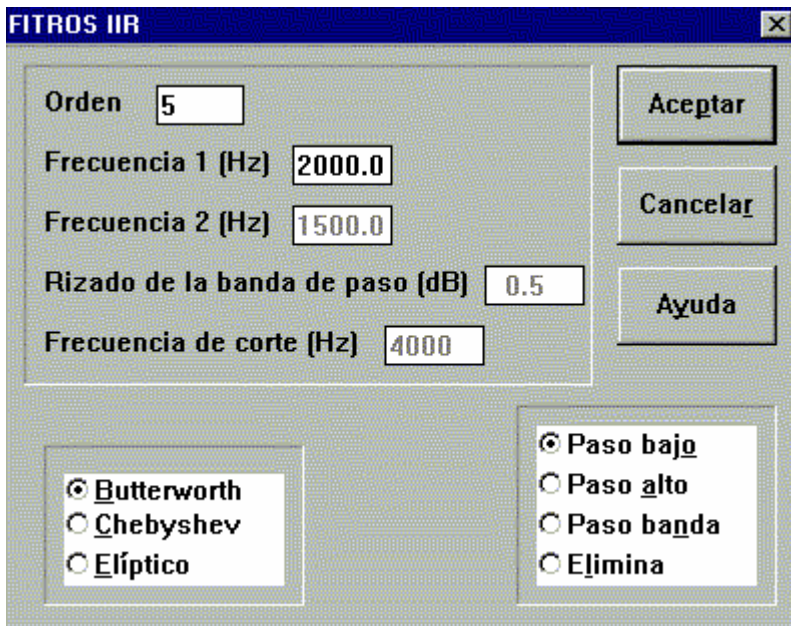 FITROS IIR
Orden 5
Frecuencia 1 (Hz) 2000.0
Frecuencia 2 (Hz) 1500.0
Rizado de la banda de paso (dB) 0.5
Frecuencia de corte (Hz) 4000
Aceptar
Cancelar
Ayuda
Butterworth
Chebyshev
Elíptico
Paso bajo
Paso alto
Paso banda
Elimina